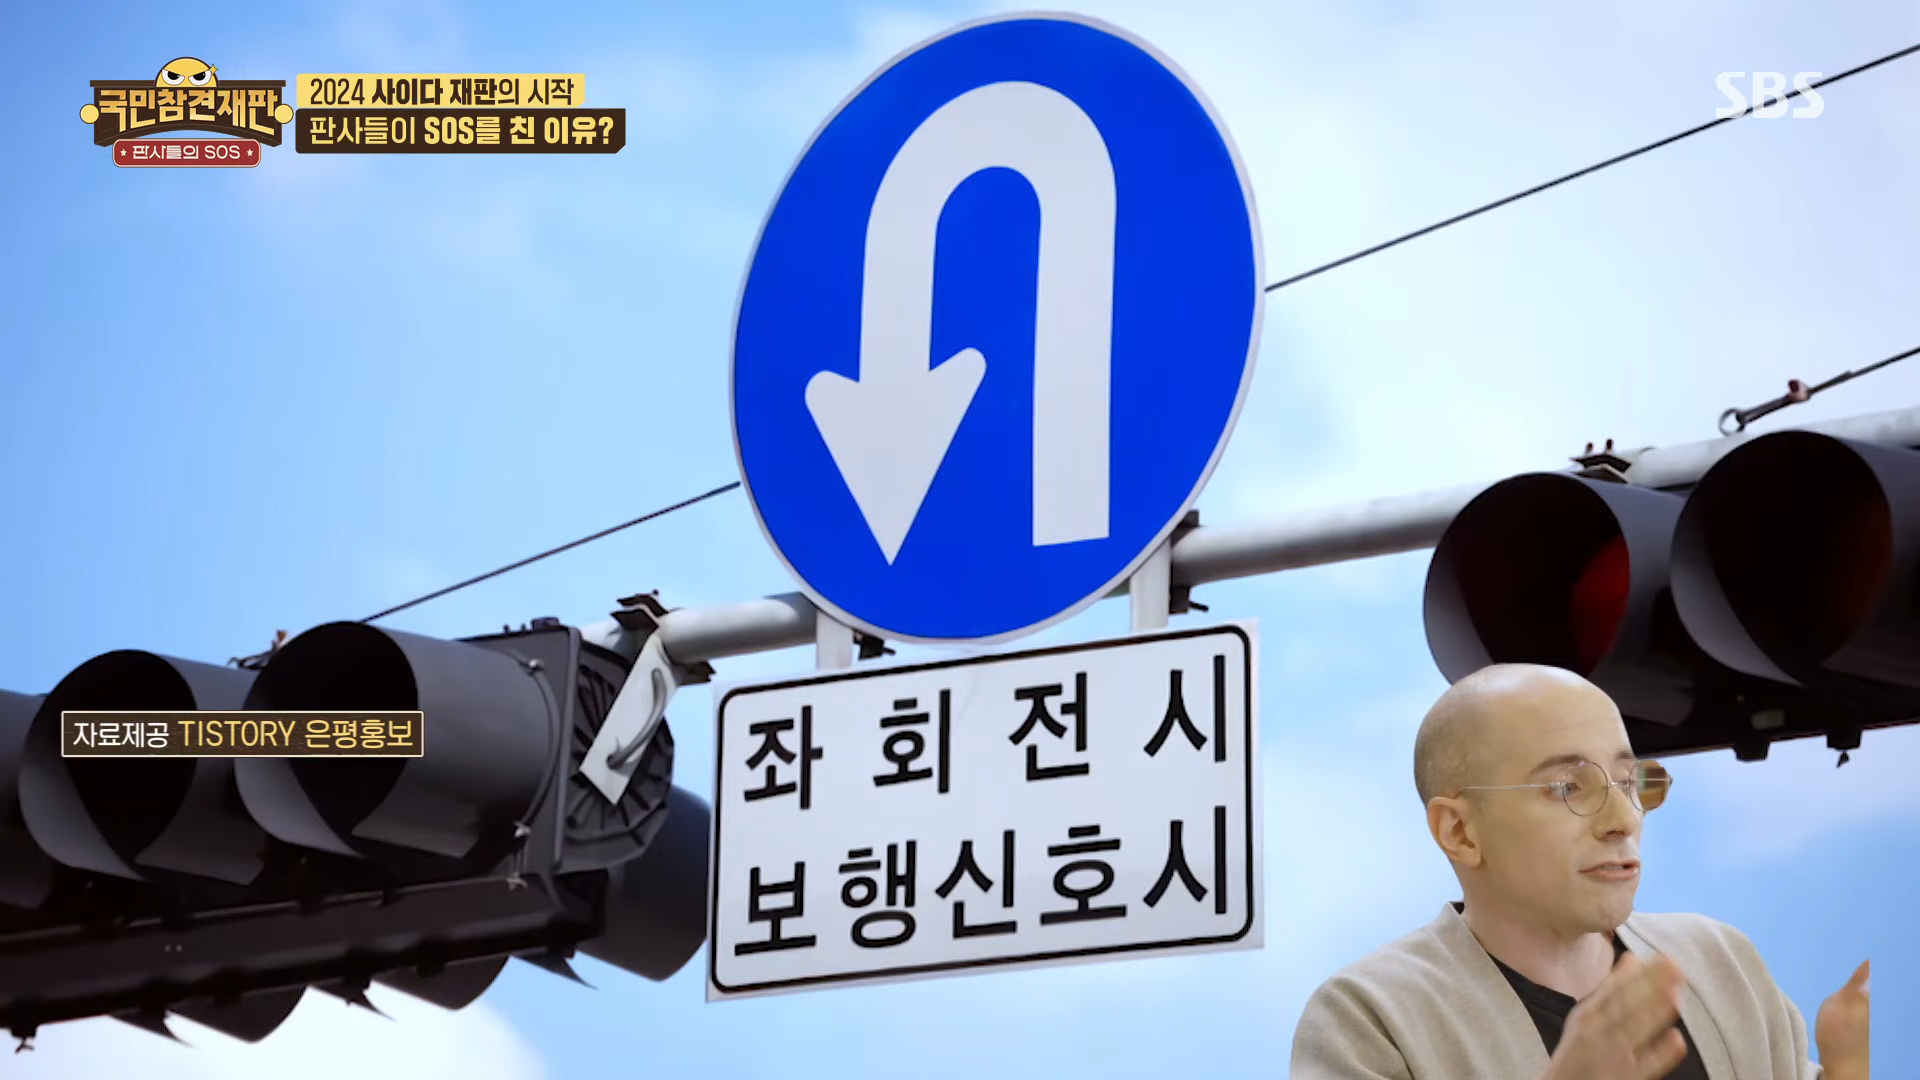 국민참견재판
판사들의 SOS
2024 사이다 재판의 시작
판사들이 SOS를 친 이유?
SBS
자료제공 TISTORY 은평홍보
좌회전시
보행신호시